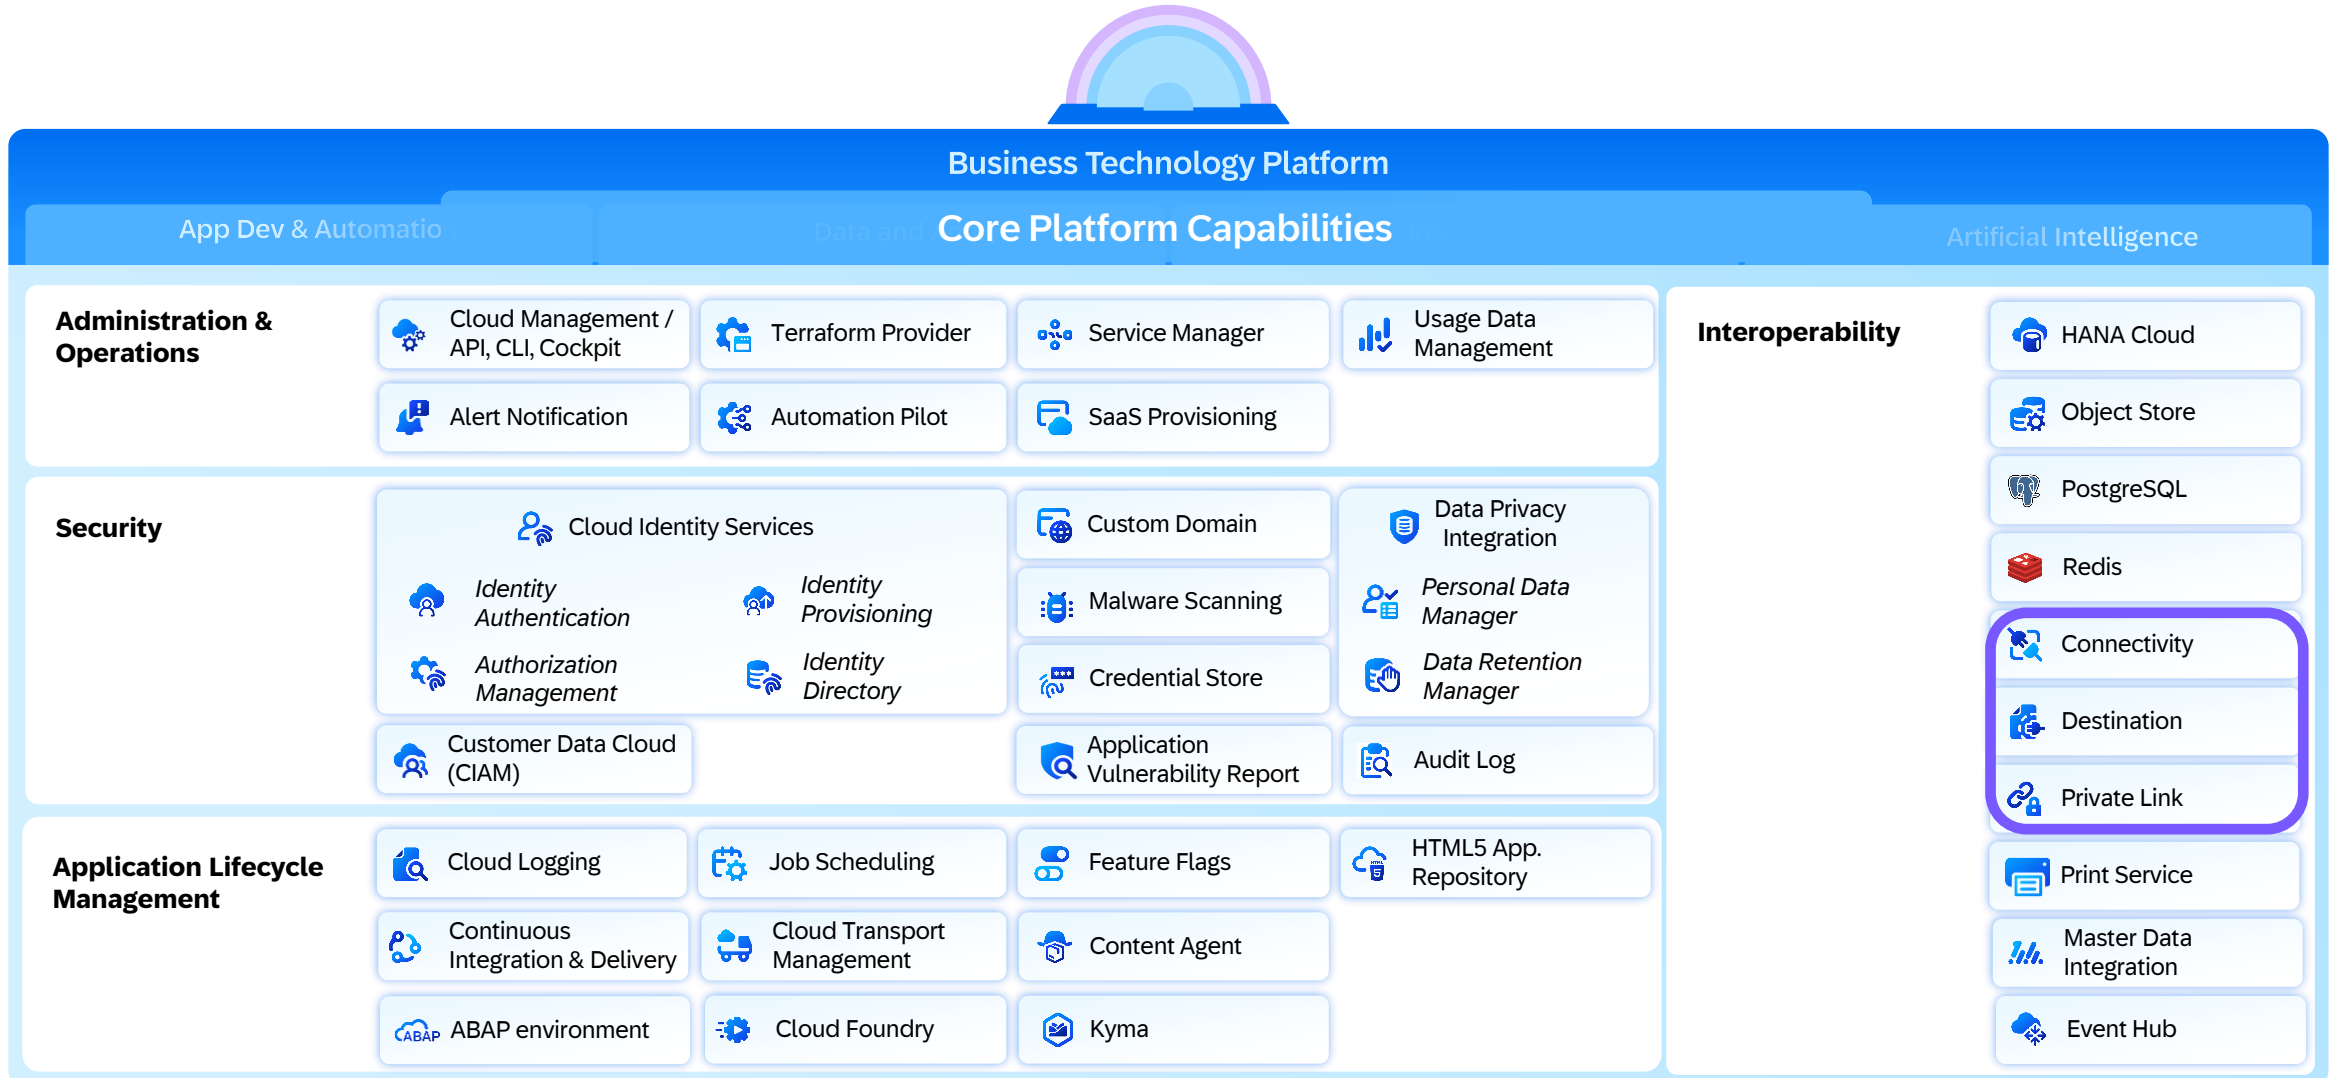 Business Technology Platform
App Dev & Automatio
Data and
Core Platform Capabilities
Artificial Intelligence
Administration &
Operations
Cloud Management /
API, CLI, Cockpit
Terraform Provider
Service Manager
Usage Data
Management
Alert Notification
Automation Pilot
SaaS Provisioning
Security
Cloud Identity Services
Identity
Authentication
Identity
Provisioning
Authorization
Management
Identity
Directory
Custom Domain
Malware Scanning
Credential Store
Data Privacy
Integration
Personal Data
Manager
Data Retention
Manager
Customer Data Cloud
(CIAM)
Application
Vulnerability Report
Audit Log
Application Lifecycle
Management
Cloud Logging
Job Scheduling
Feature Flags
HTML
HTML5 App.
Repository
Continuous
Integration & Delivery
Cloud Transport
Management
Content Agent
ABAP
ABAP environment
Cloud Foundry
Kyma
Interoperability
HANA Cloud
Object Store
PostgreSQL
Redis
Connectivity
Destination
Private Link
Print Service
Master Data
Integration
Event Hub